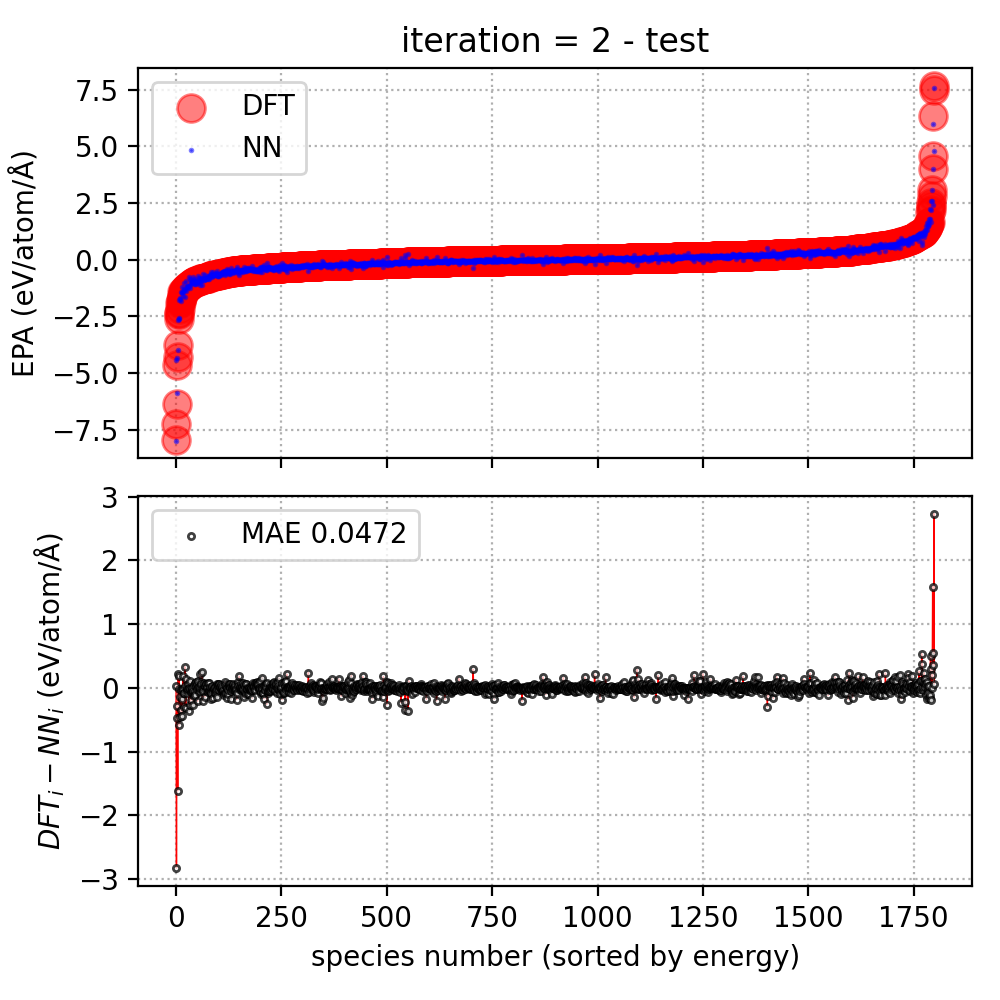 iteration = 2 - test
EPA (eV/atom/Å)
7.5
5.0
2.5
0.0
−2.5
−5.0
−7.5
DFT
NN
DFT_i − NN_i (eV/atom/Å)
3
2
1
0
−1
−2
−3
MAE 0.0472
0 250 500 750 1000 1250 1500 1750
species number (sorted by energy)